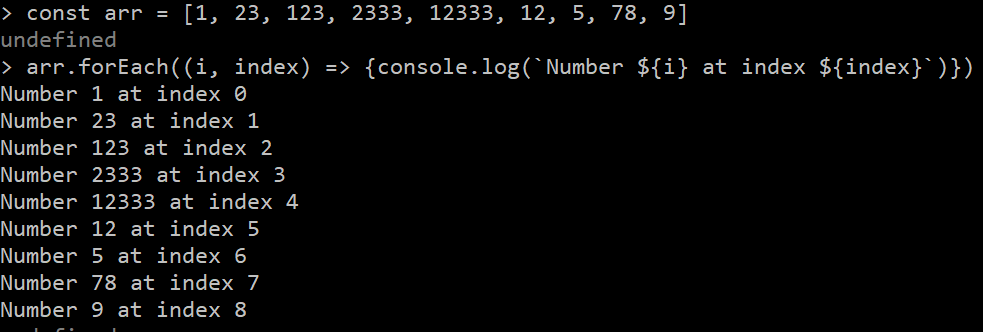 > const arr = [1, 23, 123, 2333, 12333, 12, 5, 78, 9]
undefined
> arr.forEach((i, index) => {console.log(`Number ${i} at index ${index}`)})
Number 1 at index 0
Number 23 at index 1
Number 123 at index 2
Number 2333 at index 3
Number 12333 at index 4
Number 12 at index 5
Number 5 at index 6
Number 78 at index 7
Number 9 at index 8